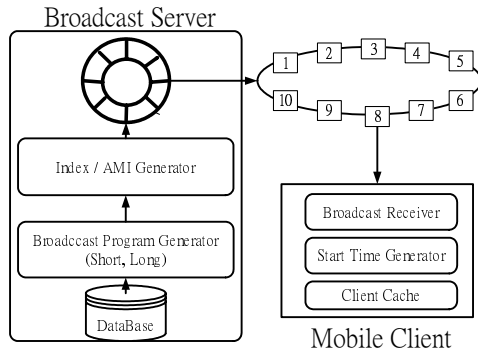 Broadcast Server
1
2
3
4
5
10
9
8
7
6
Index / AMI Generator
Broadccast Program Generator
(Short, Long)
DataBase
Broadcast Receiver
Start Time Generator
Client Cache
Mobile Client